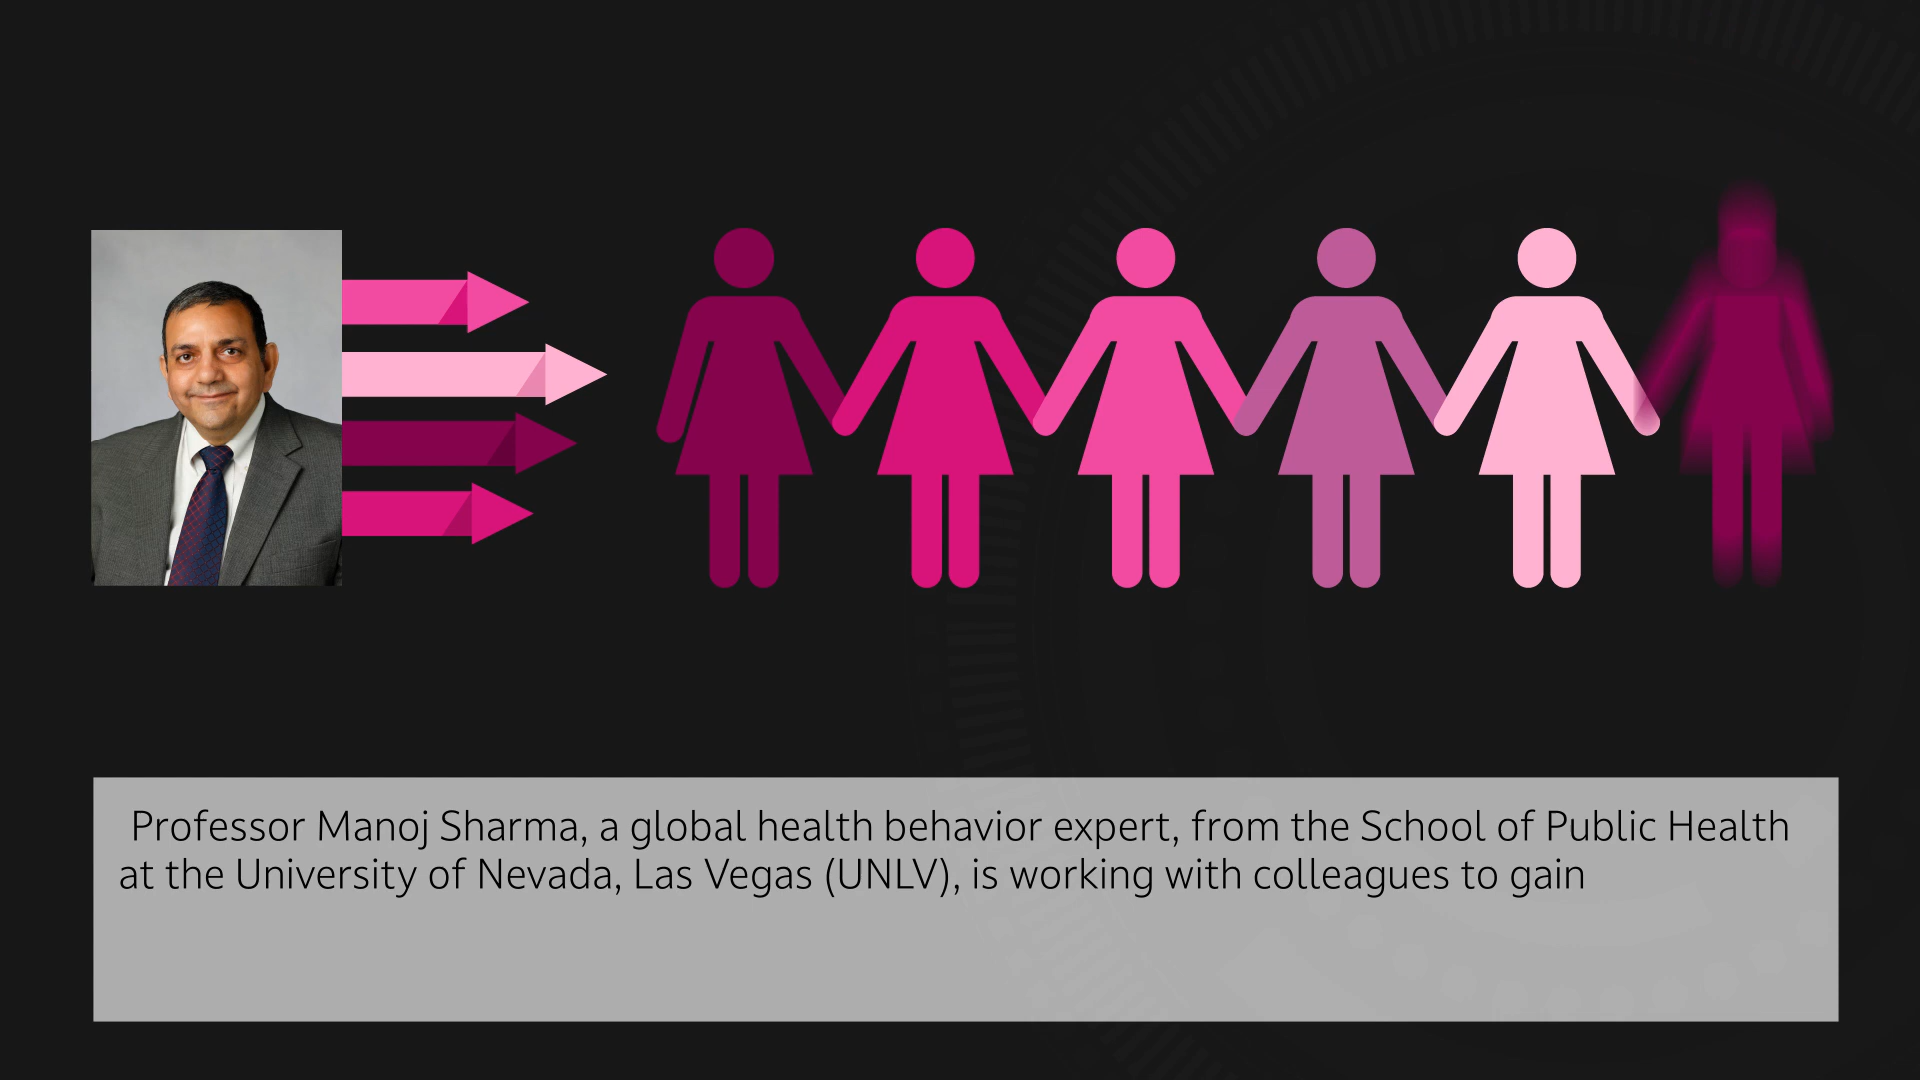 Professor Manoj Sharma, a global health behavior expert, from the School of Public Health
at the University of Nevada, Las Vegas (UNLV), is working with colleagues to gain